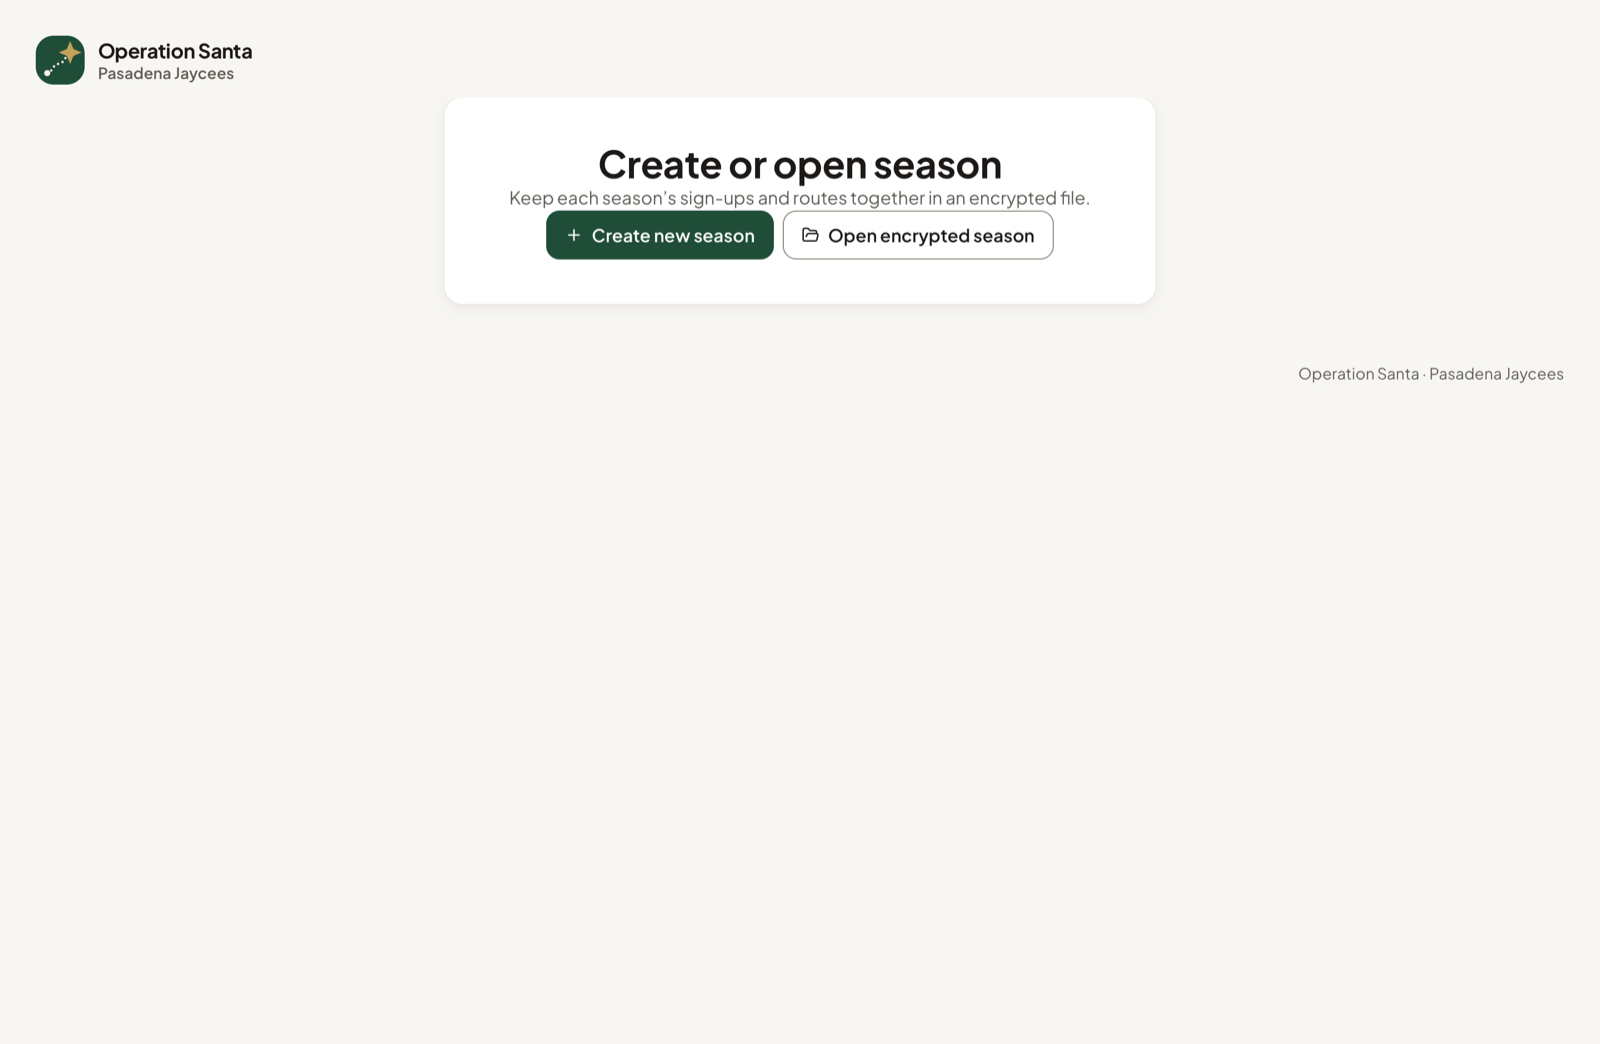 Operation Santa
Pasadena Jaycees
Create or open season
Keep each season’s sign-ups and routes together in an encrypted file.
Create new season
Open encrypted season
Operation Santa · Pasadena Jaycees